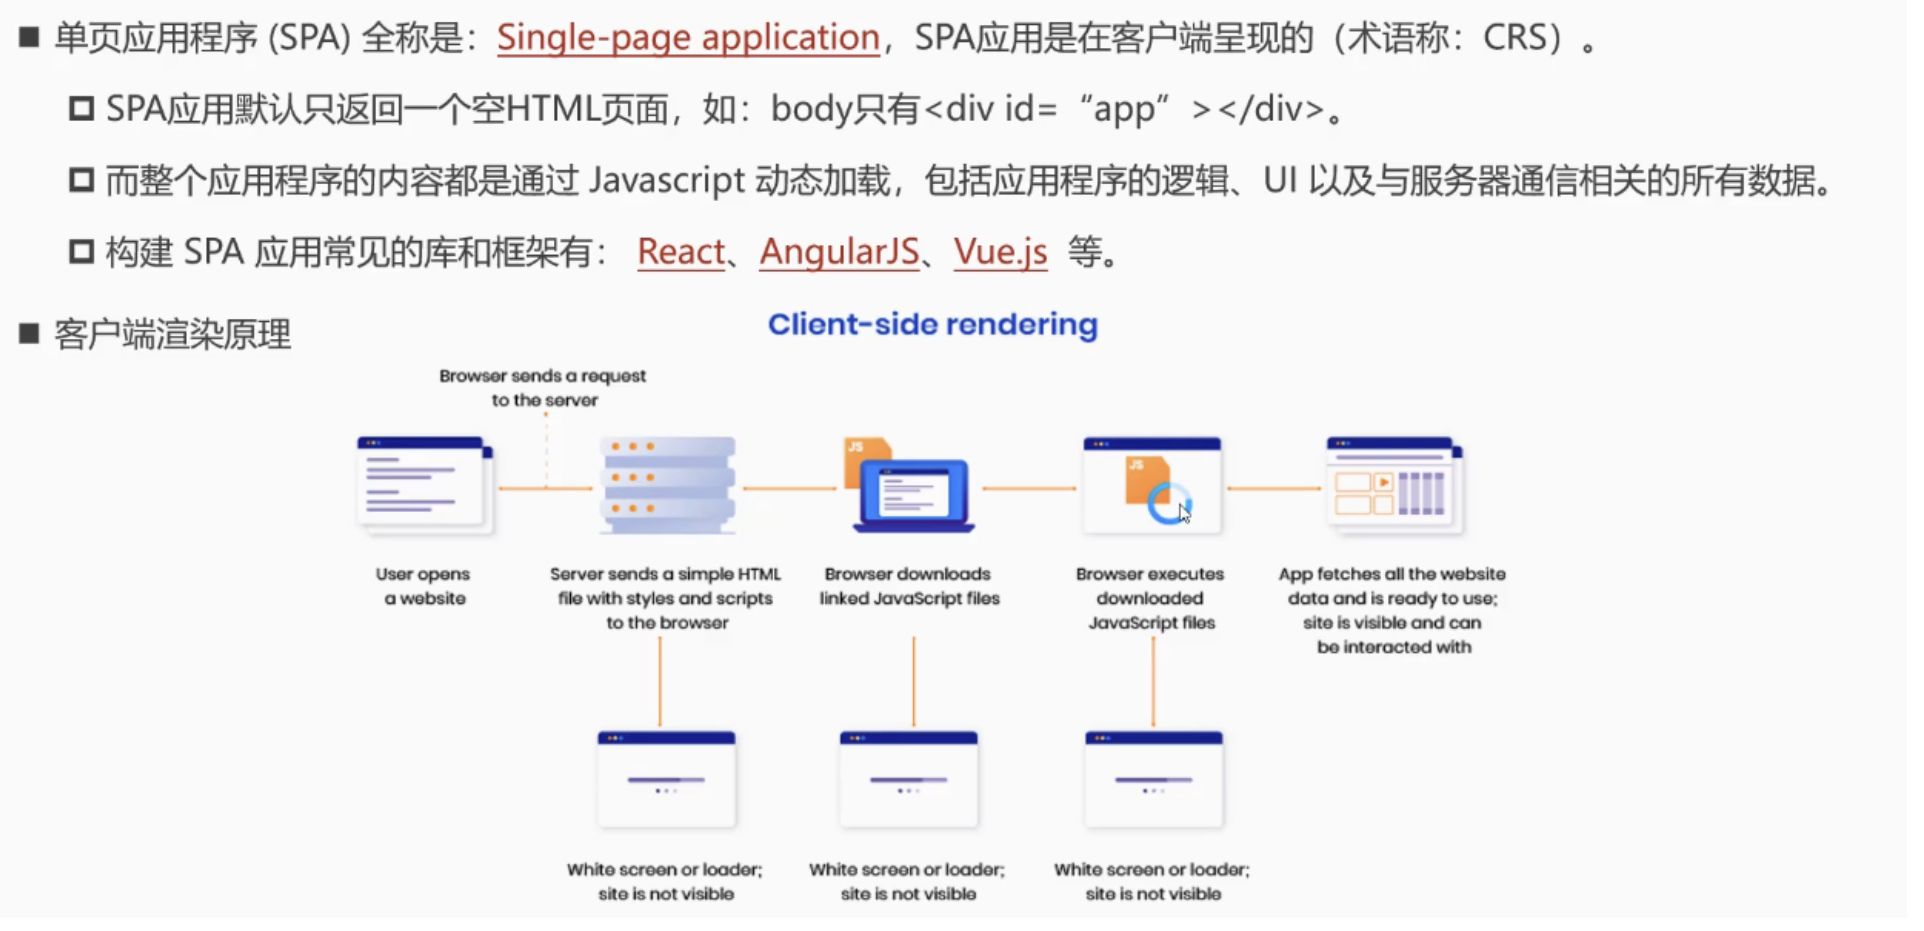 ■ 单页应用程序 (SPA) 全称是：Single-page application，SPA应用是在客户端呈现的（术语称：CRS）。
SPA应用默认只返回一个空HTML页面，如：body只有<div id=“app”></div>。
而整个应用程序的内容都是通过 Javascript 动态加载，包括应用程序的逻辑、UI 以及与服务器通信相关的所有数据。
构建 SPA 应用常见的库和框架有： React、AngularJS、Vue.js 等。
■ 客户端渲染原理
Client-side rendering
Browser sends a request
to the server
JS
JS
User opens
a website
Server sends a simple HTML
file with styles and scripts
to the browser
Browser downloads
linked JavaScript files
Browser executes
downloaded
JavaScript files
App fetches all the website
data and is ready to use;
site is visible and can
be interacted with
White screen or loader;
site is not visible
White screen or loader;
site is not visible
White screen or loader;
site is not visible